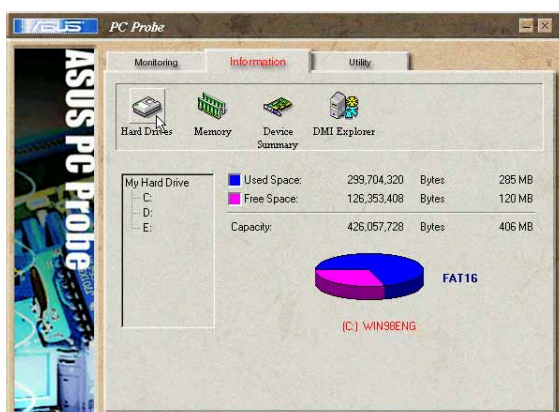 ASUS PC Probe
ASUS PC Probe
Monitoring Information Utility
Hard Drives Memory Device Summary DMI Explorer
My Hard Drive
C:
D:
E:
Used Space: 299,704,320 Bytes 285 MB
Free Space: 126,353,408 Bytes 120 MB
Capacity: 426,057,728 Bytes 406 MB
FAT16
(C:) WIN98ENG